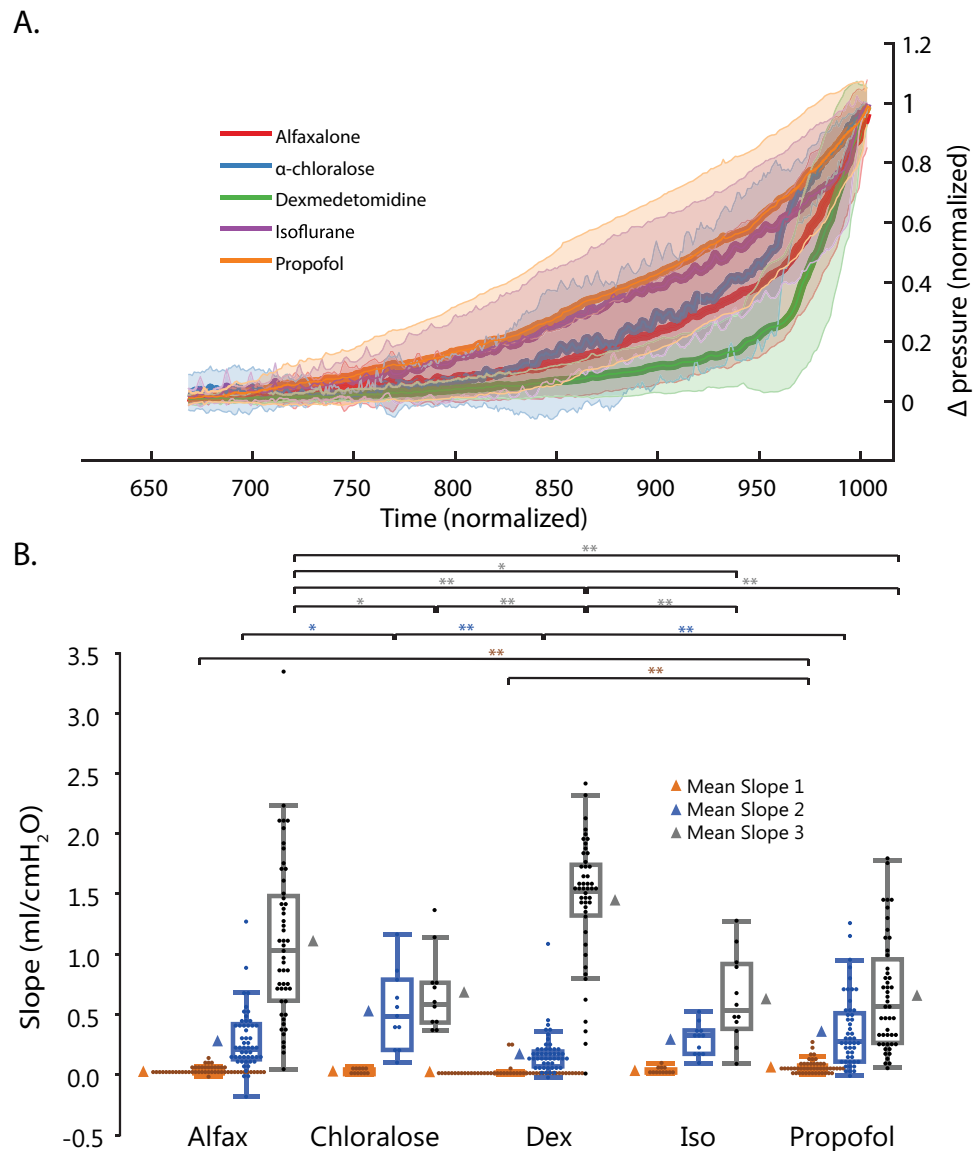 A.
1.2
1
0.8
0.6
0.4
0.2
0
Δ pressure (normalized)
Alfaxalone
α-chloralose
Dexmedetomidine
Isoflurane
Propofol
650 700 750 800 850 900 950 1000
Time (normalized)
B.
**
*
** **
* ** **
* ** **
**
**
3.5
3.0
2.5
2.0
1.5
1.0
0.5
0.0
-0.5
Slope (ml/cmH₂O)
Mean Slope 1
Mean Slope 2
Mean Slope 3
Alfax Chloralose Dex Iso Propofol